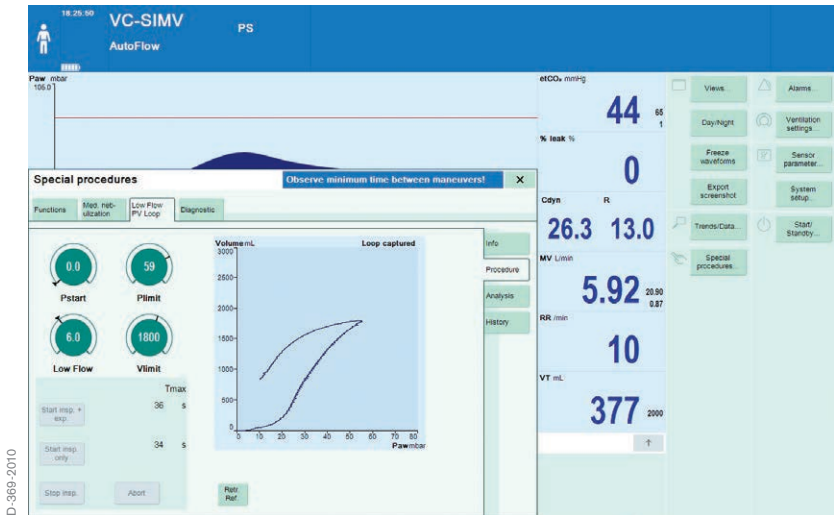 18:25:50
VC-SIMV
PS
AutoFlow
Paw mbar
105.0
Special procedures
Observe minimum time between maneuvers!
X
Functions
Med. neb-
ulization
Low Flow
PV Loop
Diagnostic
0.0
59
Pstart
Plimit
6.0
1800
Low Flow
Vlimit
Tmax
Start insp. +
exp.
36 s
Start insp.
only
34 s
Stop insp.
Abort
Volume mL
Loop captured
3000
2500
2000
1500
1000
500
0
0 10 20 30 40 50 60 70 80
Paw mbar
Retr.
Ref.
Info
Procedure
Analysis
History
etCO₂ mmHg
44
65
1
% leak %
0
Cdyn R
26.3 13.0
MV L/min
5.92
20.90
0.87
RR /min
10
VT mL
377
2000
Views...
Alarms...
Day/Night
Ventilation
settings...
Freeze
waveforms
Sensor
parameter...
Export
screenshot
System
setup...
Trends/Data...
Start/
Standby...
Special
procedures...
D-369-2010